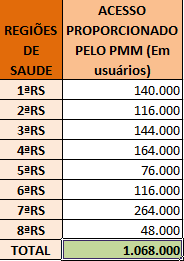 REGIÕES DE SAUDE	ACESSO PROPORCIONADO PELO PMM (Em usuários)
1ªRS	140.000
2ªRS	116.000
3ªRS	144.000
4ªRS	164.000
5ªRS	76.000
6ªRS	116.000
7ªRS	264.000
8ªRS	48.000
TOTAL	1.068.000